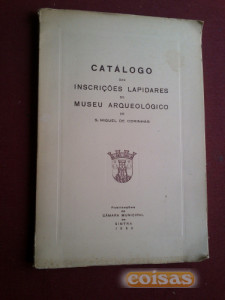 CATÁLOGO
DAS
INSCRIÇÕES LAPIDARES
DO
MUSEU ARQUEOLÓGICO
DE
S. MIGUEL DE ODRINHAS
PUBLICAÇÕES
DA
CÂMARA MUNICIPAL
DE
SINTRA
coisas